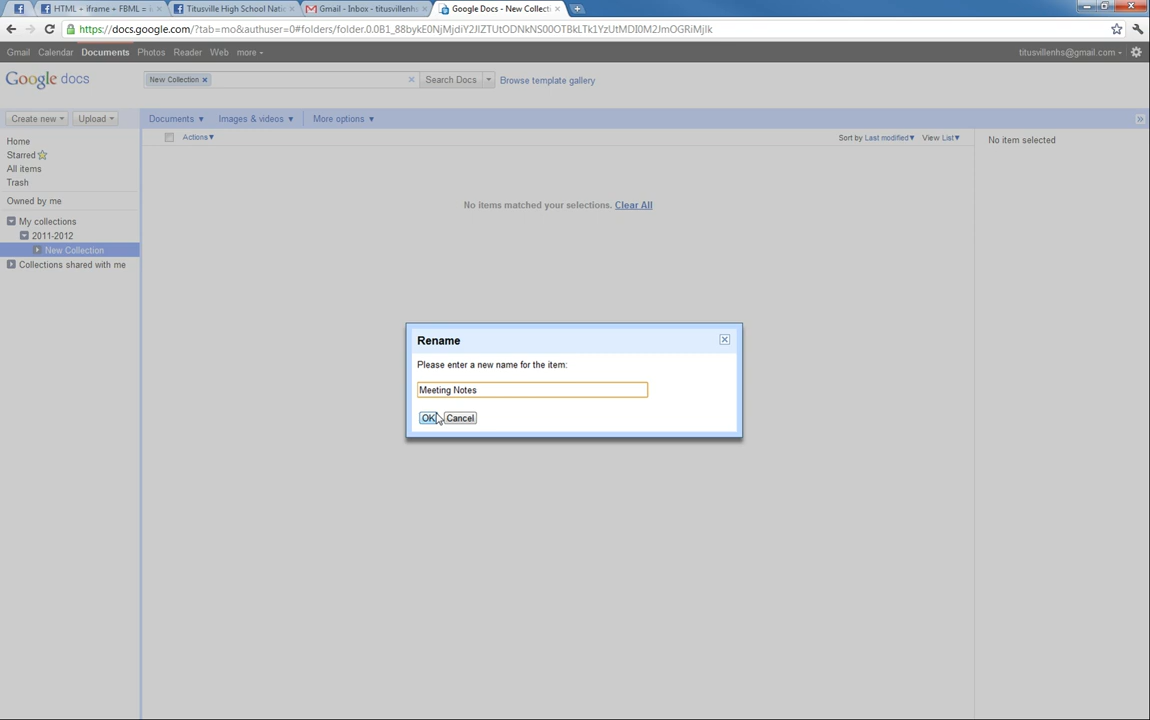 HTML + iframe + FBML =
Titusville High School Nati
Gmail - Inbox - titusvillenh
Google Docs - New Collect
https://docs.google.com/?tab=mo&authuser=0#folders/folder.0.0B1_88bykE0NjMjdiY2JlZTUtODNkNS00OTBkLTk1YzUtMDI0M2JmOGRiMjlk
Gmail Calendar Documents Photos Reader Web more
titusvillenhs@gmail.com
Google docs
New Collection
Search Docs
Browse template gallery
Create new
Upload
Documents
Images & videos
More options
Actions
Sort by Last modified
View List
No item selected
Home
Starred
All items
Trash
Owned by me
My collections
2011-2012
New Collection
Collections shared with me
No items matched your selections. Clear All
Rename
Please enter a new name for the item:
Meeting Notes
OK
Cancel